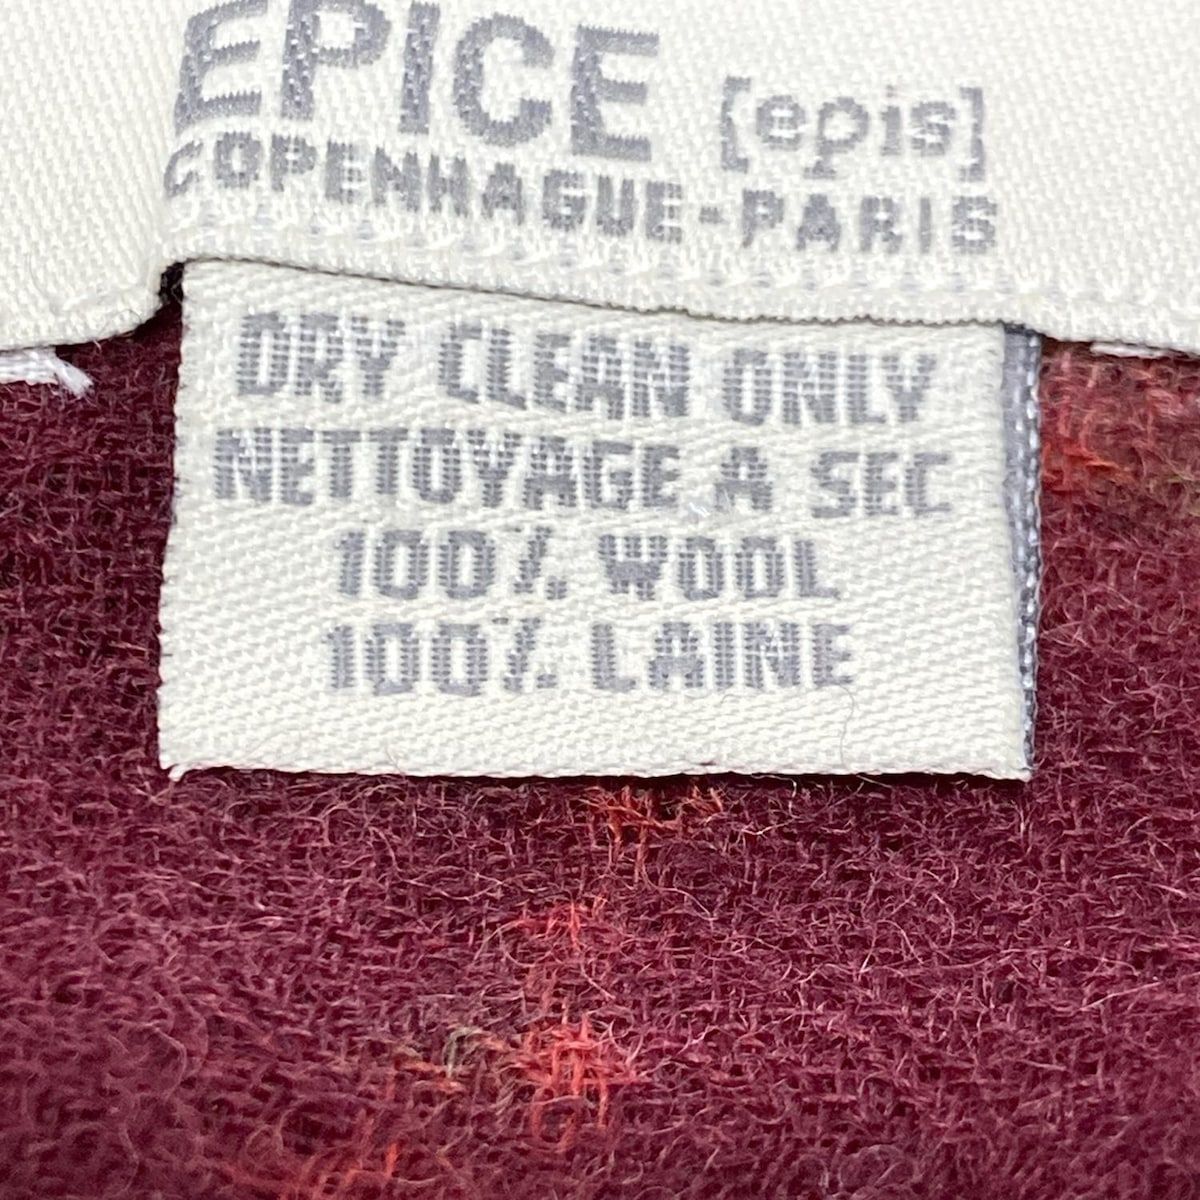 EPICE [epis]
COPENHAGUE-PARIS
DRY CLEAN ONLY
NETTOYAGE A SEC
100% WOOL
100% LAINE